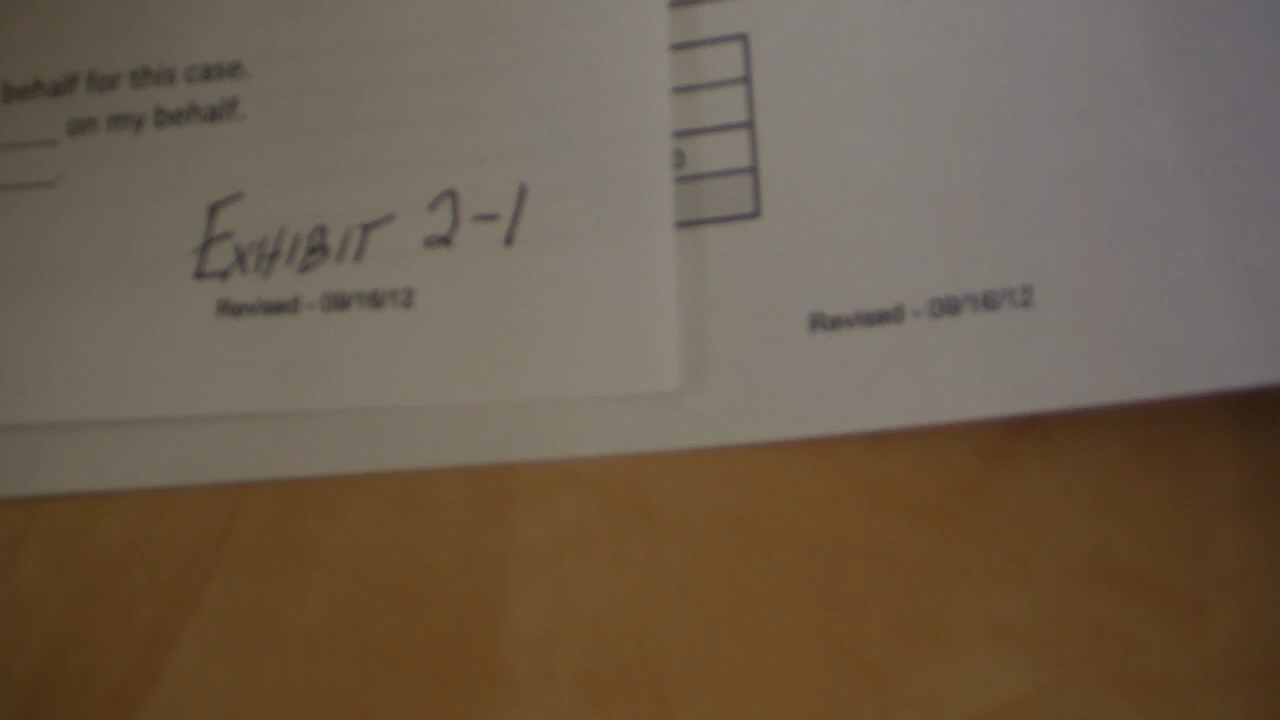 behalf for this case.
on my behalf.
EXHIBIT 2-1
Revised - 09/16/12
Revised - 09/16/12